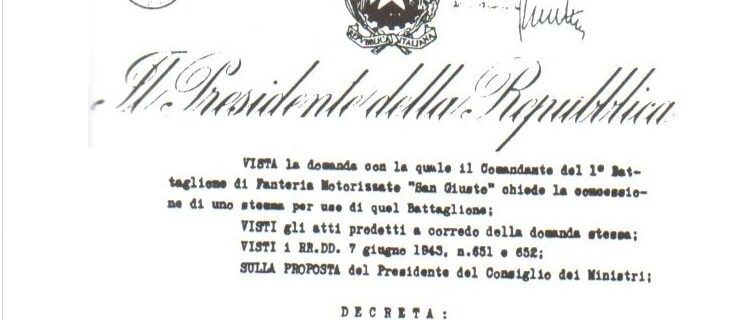 REPUBBLICA ITALIANA
Il Presidente della Repubblica
VISTA la domanda con la quale il Comandante del 1° Bat-
taglione di Fanteria Motorizzate "San Giusto" chiede la concessio-
ne di uno stemma per uso di quel Battaglione;
VISTI gli atti predotti a corredo della domanda stessa;
VISTI i RR.DD. 7 giugno 1943, n.651 e 652;
SULLA PROPOSTA del Presidente del Consiglio dei Ministri;
DECRETA: